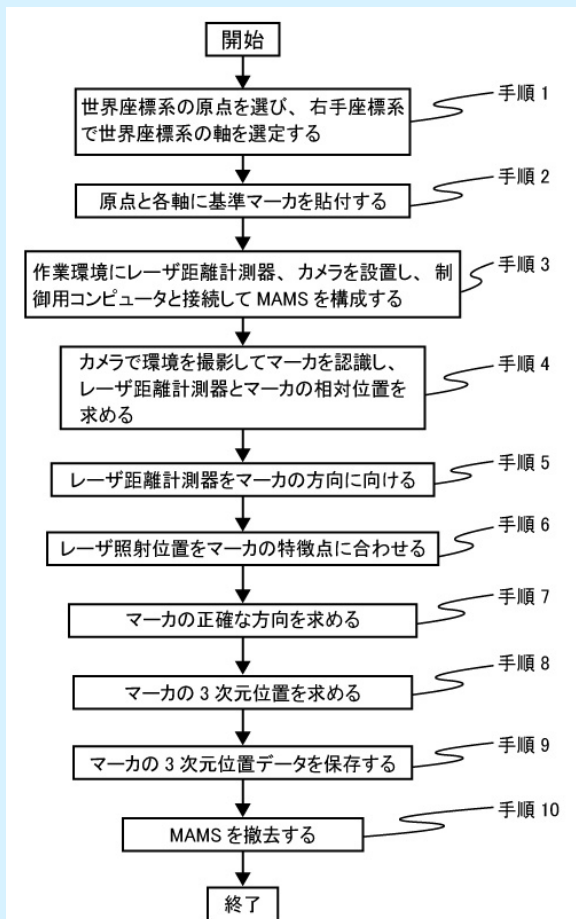 開始
世界座標系の原点を選び、右手座標系
で世界座標系の軸を選定する
手順 1
原点と各軸に基準マーカを貼付する
手順 2
作業環境にレーザ距離計測器、カメラを設置し、制
御用コンピュータと接続して MAMS を構成する
手順 3
カメラで環境を撮影してマーカを認識し、
レーザ距離計測器とマーカの相対位置を
求める
手順 4
レーザ距離計測器をマーカの方向に向ける
手順 5
レーザ照射位置をマーカの特徴点に合わせる
手順 6
マーカの正確な方向を求める
手順 7
マーカの 3 次元位置を求める
手順 8
マーカの 3 次元位置データを保存する
手順 9
MAMS を撤去する
手順 10
終了